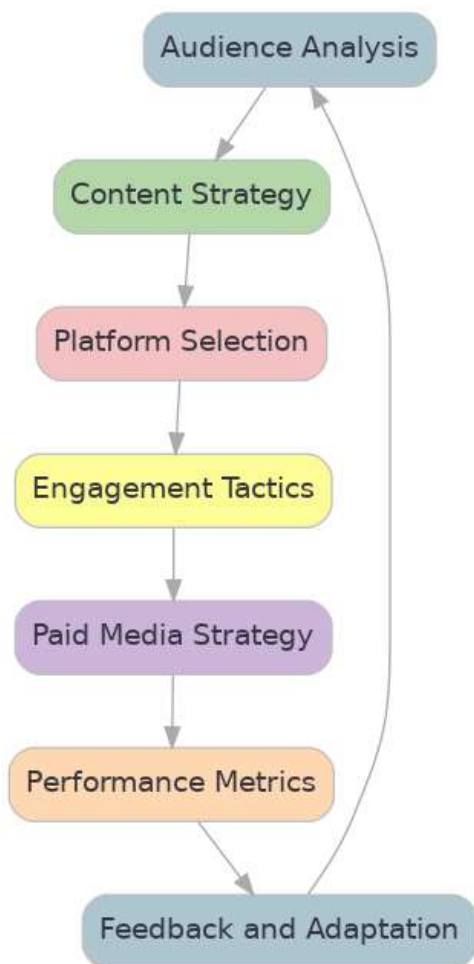 Audience Analysis
Content Strategy
Platform Selection
Engagement Tactics
Paid Media Strategy
Performance Metrics
Feedback and Adaptation